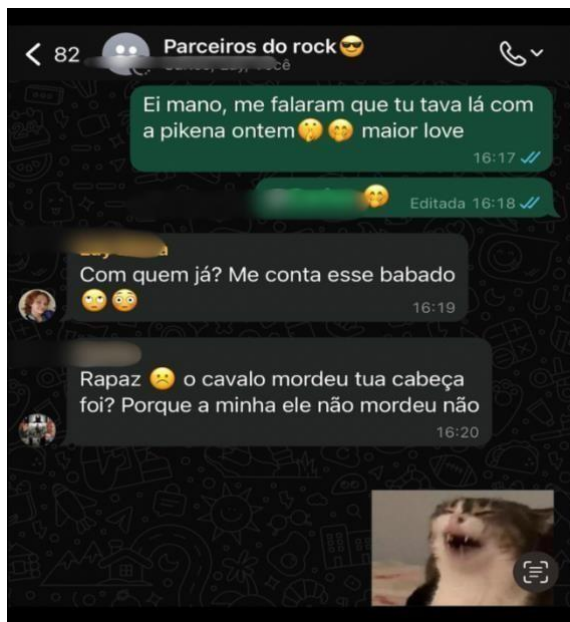 82
Parceiros do rock😎
Você
Ei mano, me falaram que tu tava lá com
a pikena ontem🤫🤭 maior love
16:17
🤭 Editada 16:18
Com quem já? Me conta esse babado
🙄😳
16:19
Rapaz ☹️ o cavalo mordeu tua cabeça
foi? Porque a minha ele não mordeu não
16:20